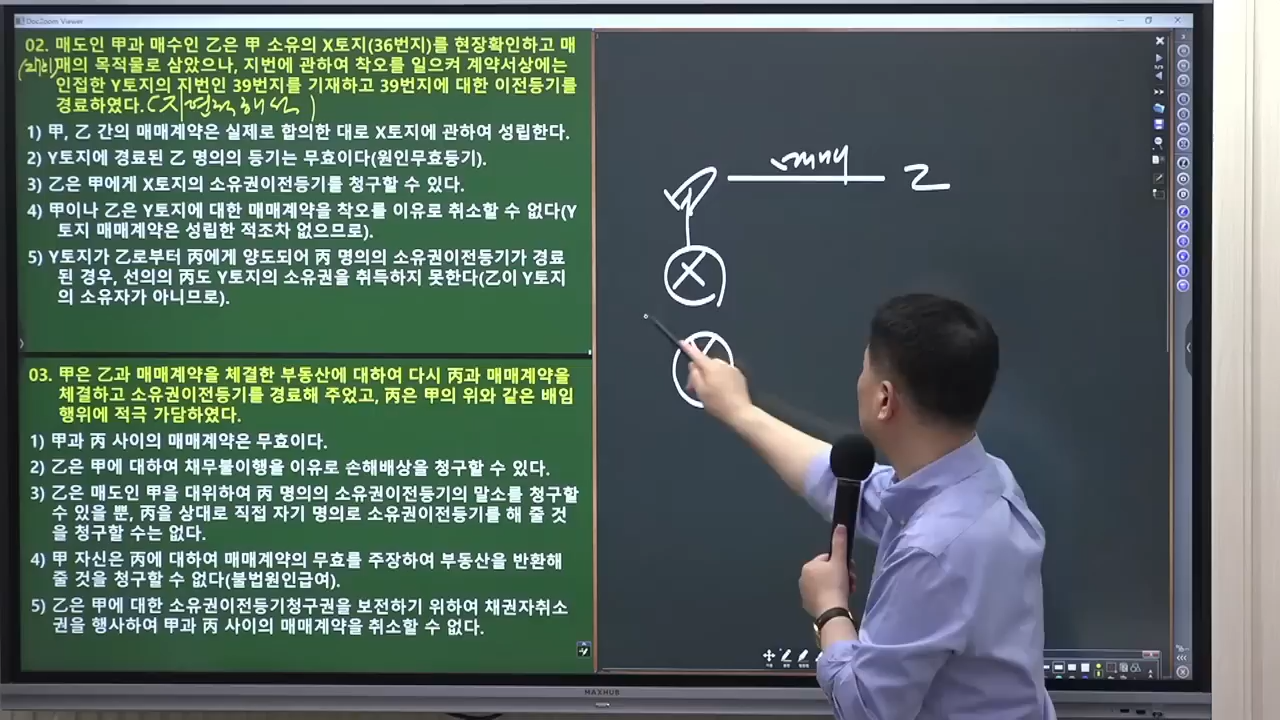 DocZoom Viewer
02. 매도인 甲과 매수인 乙은 甲 소유의 X토지(36번지)를 현장확인하고 매
매의 목적물로 삼았으나, 지번에 관하여 착오를 일으켜 계약서상에는
인접한 Y토지의 지번인 39번지를 기재하고 39번지에 대한 이전등기를
경료하였다.
1) 甲, 乙 간의 매매계약은 실제로 합의한 대로 X토지에 관하여 성립한다.
2) Y토지에 경료된 乙 명의의 등기는 무효이다(원인무효등기).
3) 乙은 甲에게 X토지의 소유권이전등기를 청구할 수 있다.
4) 甲이나 乙은 Y토지에 대한 매매계약을 착오를 이유로 취소할 수 없다(Y
토지 매매계약은 성립한 적조차 없으므로).
5) Y토지가 乙로부터 丙에게 양도되어 丙 명의의 소유권이전등기가 경료
된 경우, 선의의 丙도 Y토지의 소유권을 취득하지 못한다(乙이 Y토지
의 소유자가 아니므로).
03. 甲은 乙과 매매계약을 체결한 부동산에 대하여 다시 丙과 매매계약을
체결하고 소유권이전등기를 경료해 주었고, 丙은 甲의 위와 같은 배임
행위에 적극 가담하였다.
1) 甲과 丙 사이의 매매계약은 무효이다.
2) 乙은 甲에 대하여 채무불이행을 이유로 손해배상을 청구할 수 있다.
3) 乙은 매도인 甲을 대위하여 丙 명의의 소유권이전등기의 말소를 청구할
수 있을 뿐, 丙을 상대로 직접 자기 명의로 소유권이전등기를 해 줄 것
을 청구할 수는 없다.
4) 甲 자신은 丙에 대하여 매매계약의 무효를 주장하여 부동산을 반환해
줄 것을 청구할 수 없다(불법원인급여).
5) 乙은 甲에 대한 소유권이전등기청구권을 보전하기 위하여 채권자취소
권을 행사하여 甲과 丙 사이의 매매계약을 취소할 수 없다.
매매
甲
乙
X
MAXHUB